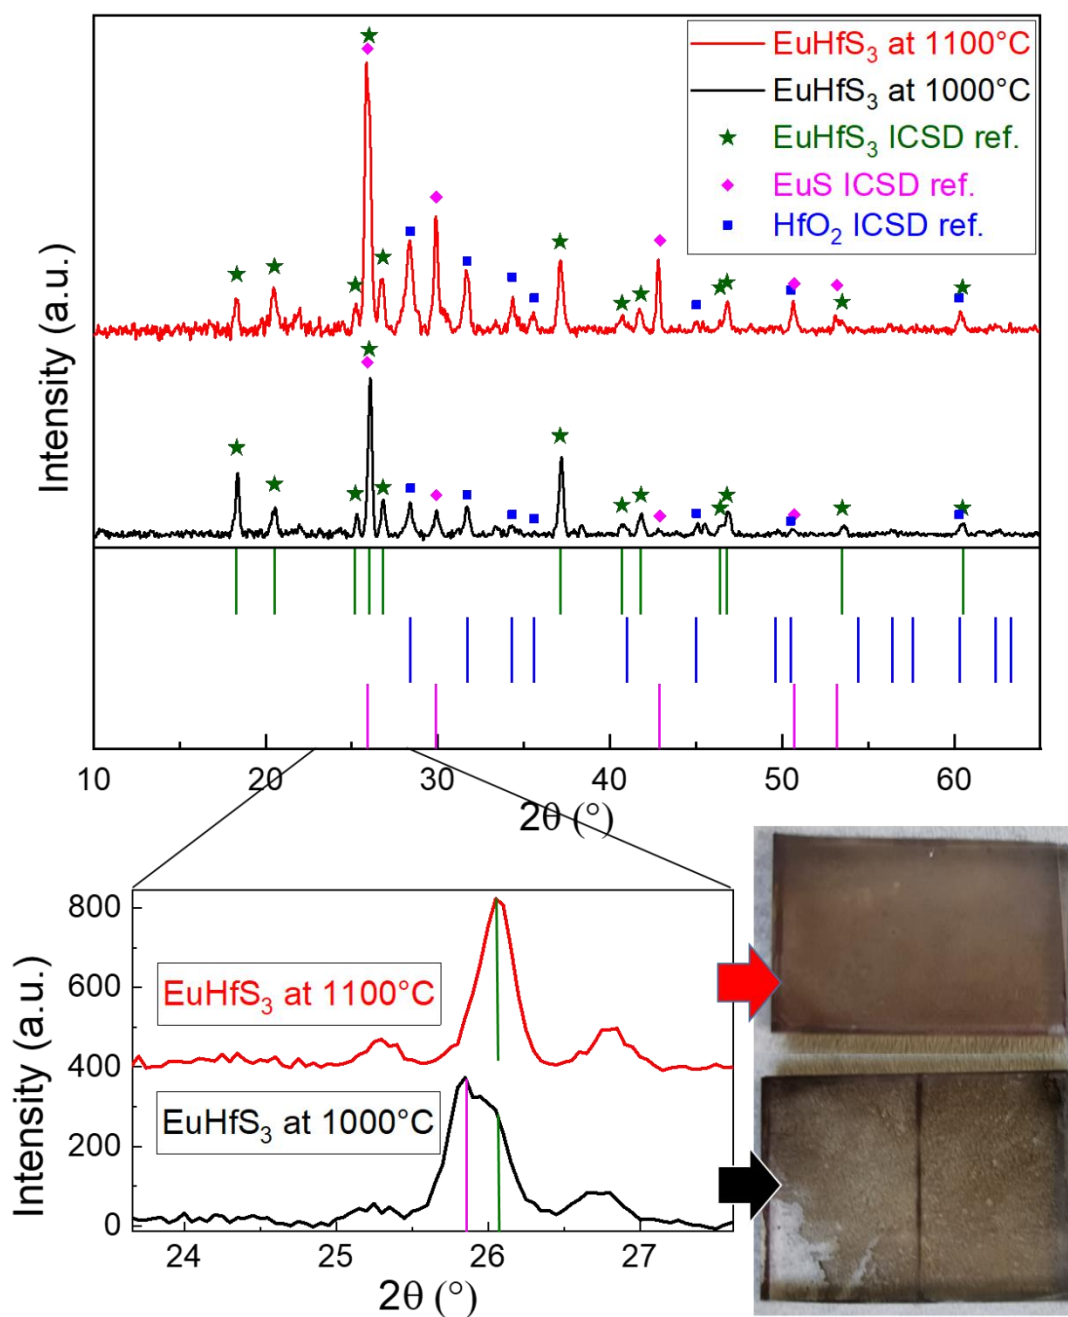 EuHfS₃ at 1100°C
EuHfS₃ at 1000°C
EuHfS₃ ICSD ref.
EuS ICSD ref.
HfO₂ ICSD ref.
Intensity (a.u.)
10 20 30 40 50 60
2θ (°)
800
600
400
200
0
EuHfS₃ at 1100°C
EuHfS₃ at 1000°C
Intensity (a.u.)
24 25 26 27
2θ (°)